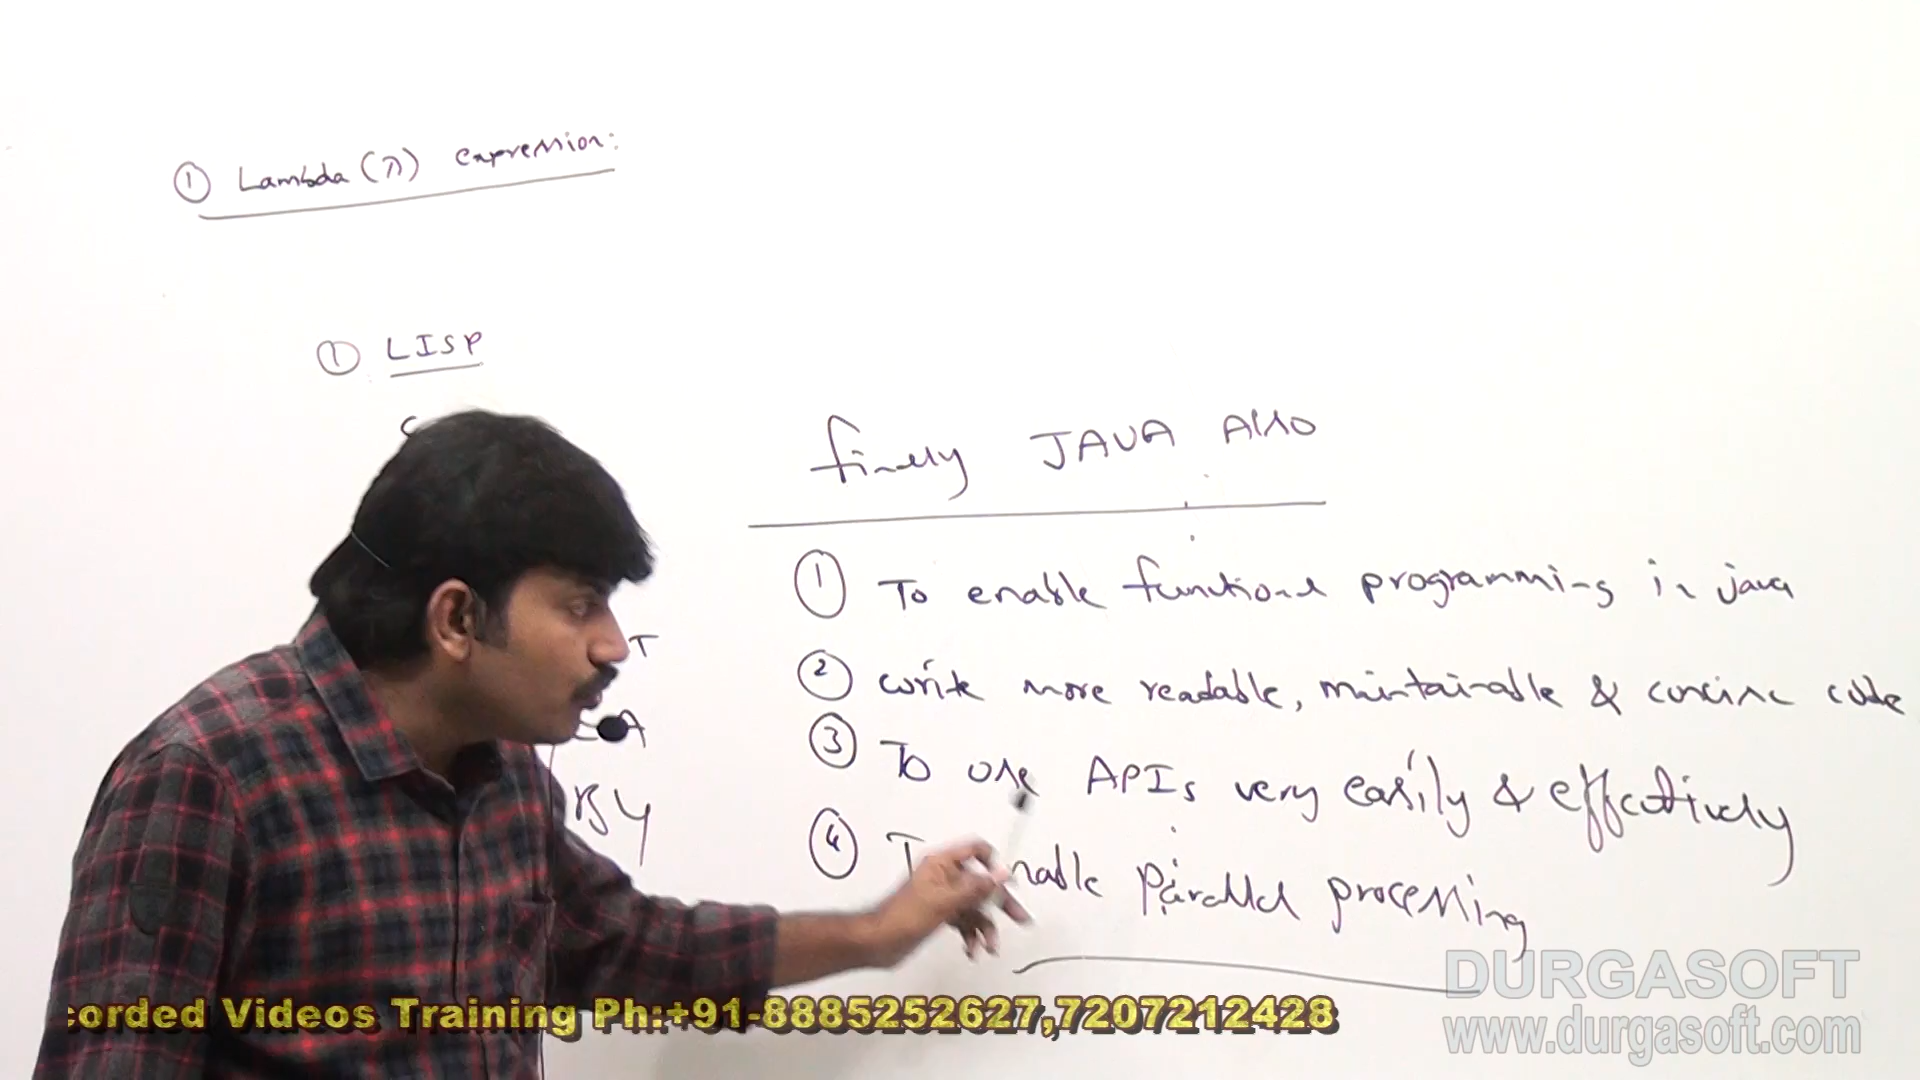 ① Lambda (λ) expression:
① LISP
C
finally JAVA Also
T
A
BY
① To enable functional programming in java
② write more readable, maintainable & concise code
③ To use APIs very easily & effectively
④ enable parallel processing
DURGASOFT
www.durgasoft.com
corded Videos Training Ph:+91-8885252627,7207212428